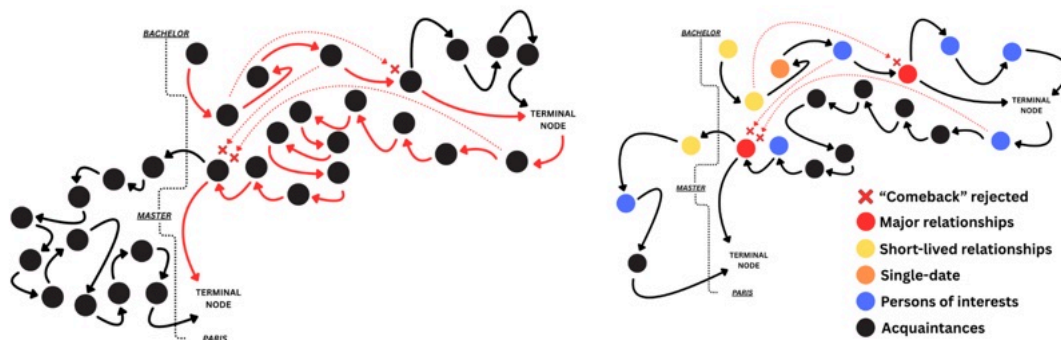 BACHELOR
TERMINAL
NODE
MASTER
TERMINAL
NODE
PARIS
BACHELOR
TERMINAL
NODE
MASTER
TERMINAL
NODE
PARIS
"Comeback" rejected
Major relationships
Short-lived relationships
Single-date
Persons of interests
Acquaintances